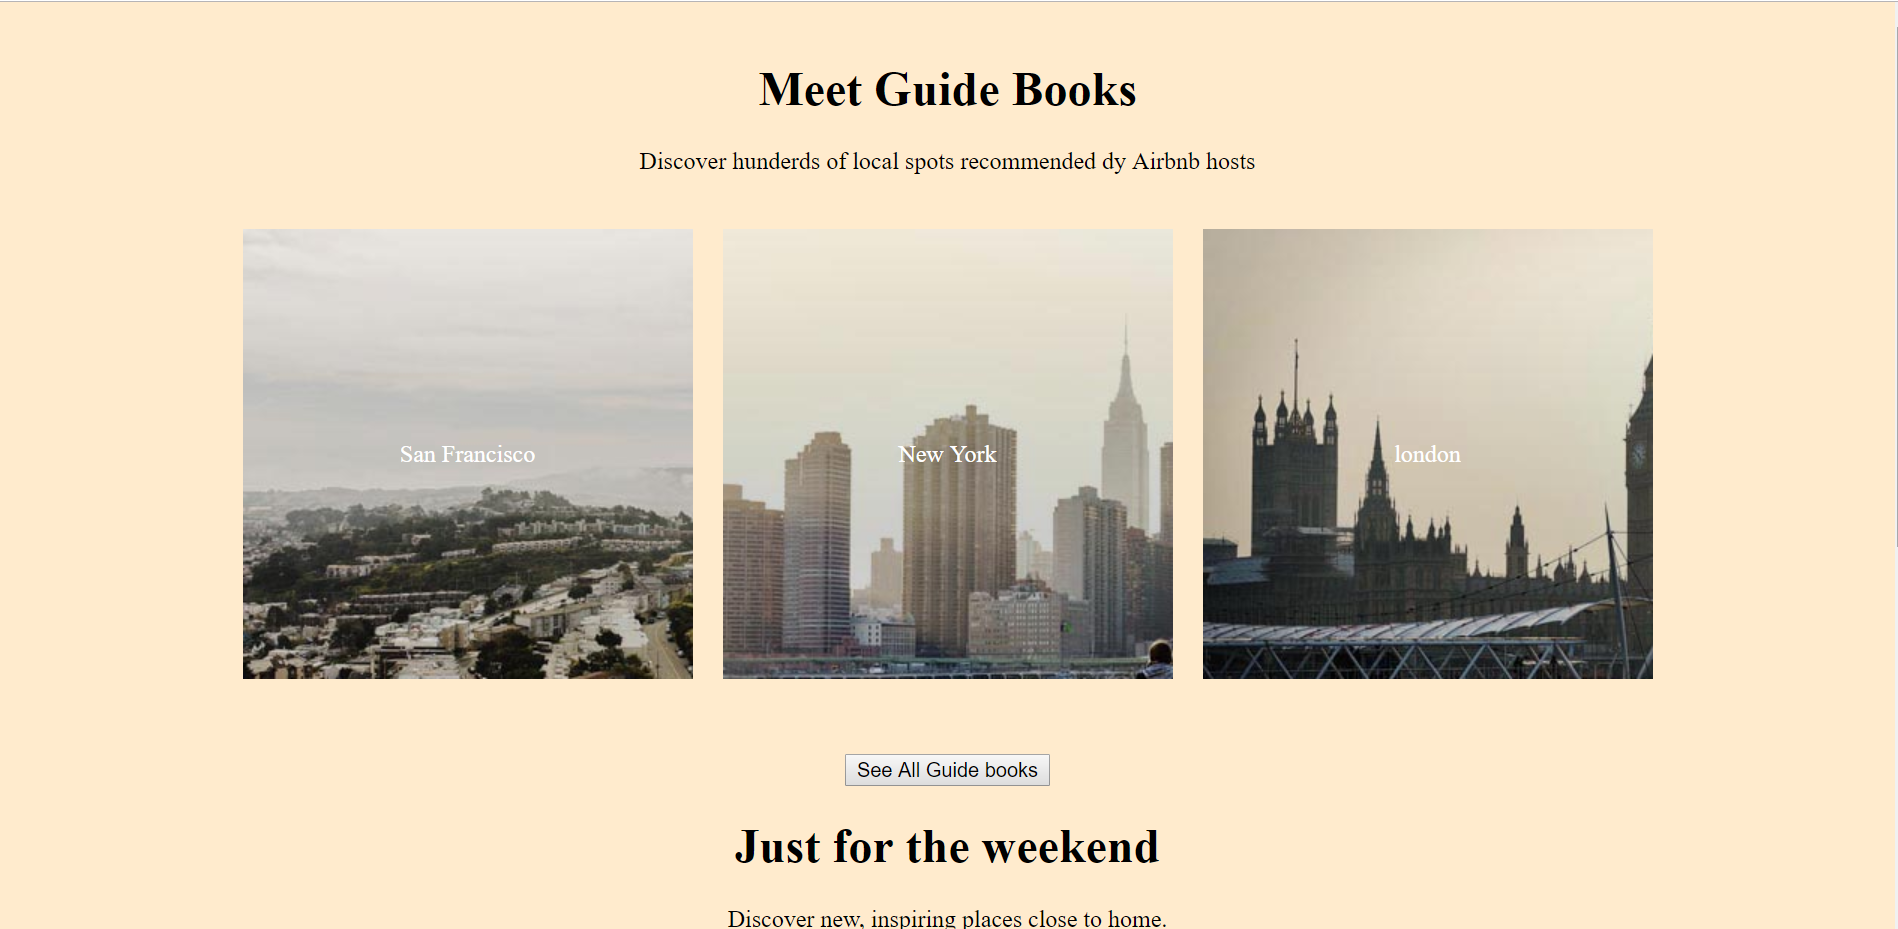 Meet Guide Books
Discover hunderds of local spots recommended dy Airbnb hosts
San Francisco
New York
london
See All Guide books
Just for the weekend
Discover new, inspiring places close to home.